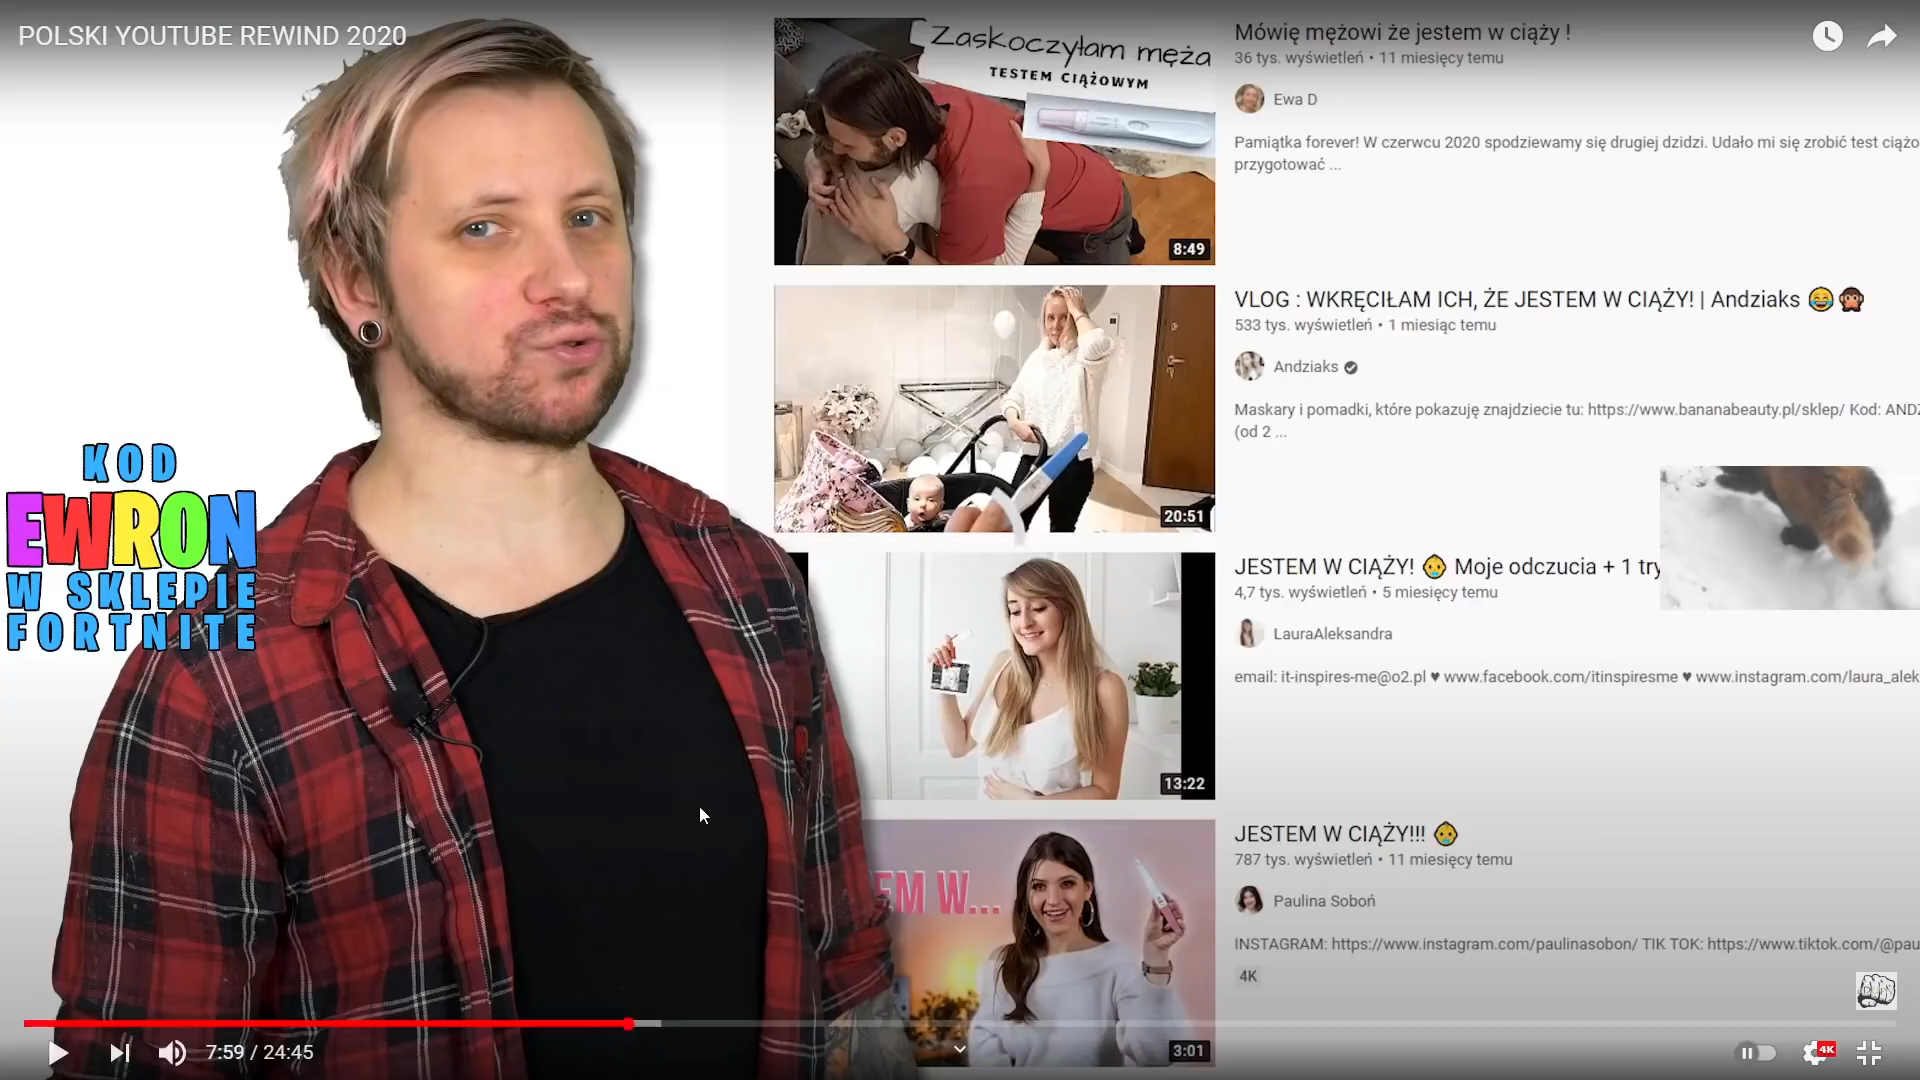 POLSKI YOUTUBE REWIND 2020
Zaskoczyłam męża
TESTEM CIĄŻOWYM
8:49
Mówię mężowi że jestem w ciąży !
36 tys. wyświetleń • 11 miesięcy temu
Ewa D
Pamiątka forever! W czerwcu 2020 spodziewamy się drugiej dzidzi. Udało mi się zrobić test ciążo
przygotować ...
20:51
VLOG : WKRĘCIŁAM ICH, ŻE JESTEM W CIĄŻY! | Andziaks 😂🙊
533 tys. wyświetleń • 1 miesiąc temu
Andziaks
Maskary i pomadki, które pokazuję znajdziecie tu: https://www.bananabeauty.pl/sklep/ Kod: ANDZ
(od 2 ...
KOD
EWRON
W SKLEPIE
FORTNITE
13:22
JESTEM W CIĄŻY! 👶 Moje odczucia + 1 try
4,7 tys. wyświetleń • 5 miesięcy temu
LauraAleksandra
email: it-inspires-me@o2.pl ♥ www.facebook.com/itinspiresme ♥ www.instagram.com/laura_alek
EM W...
3:01
JESTEM W CIĄŻY!!! 👶
787 tys. wyświetleń • 11 miesięcy temu
Paulina Soboń
INSTAGRAM: https://www.instagram.com/paulinasobon/ TIK TOK: https://www.tiktok.com/@pau
4K
7:59 / 24:45
4K